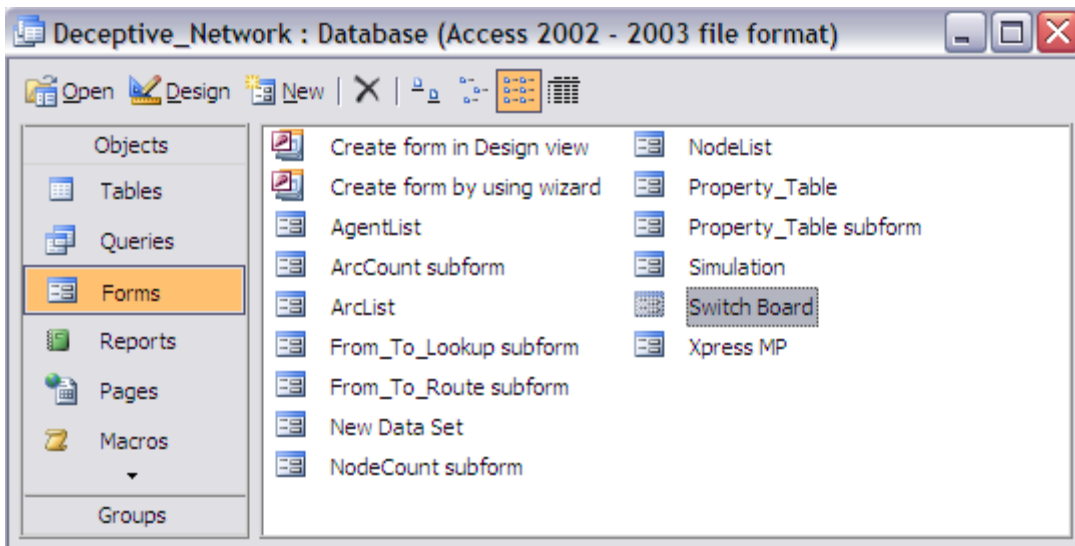 Deceptive_Network : Database (Access 2002 - 2003 file format)
Open Design New
Objects
Tables
Queries
Forms
Reports
Pages
Macros
Groups
Create form in Design view
Create form by using wizard
AgentList
ArcCount subform
ArcList
From_To_Lookup subform
From_To_Route subform
New Data Set
NodeCount subform
NodeList
Property_Table
Property_Table subform
Simulation
Switch Board
Xpress MP